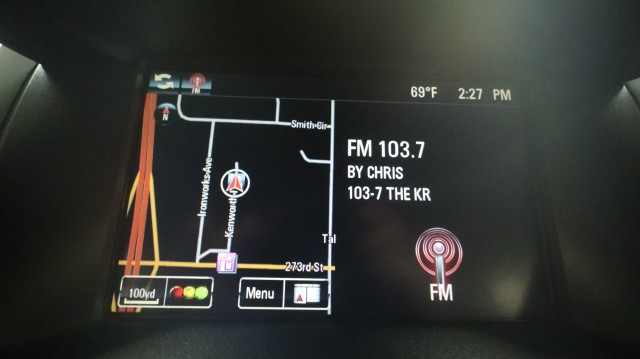 FM
69°F 2:27 PM
N
Smith Cir
Ironworks Ave
Kenworth
FM 103.7
BY CHRIS
103-7 THE KR
Tal
273rd St
100yd
Menu
FM